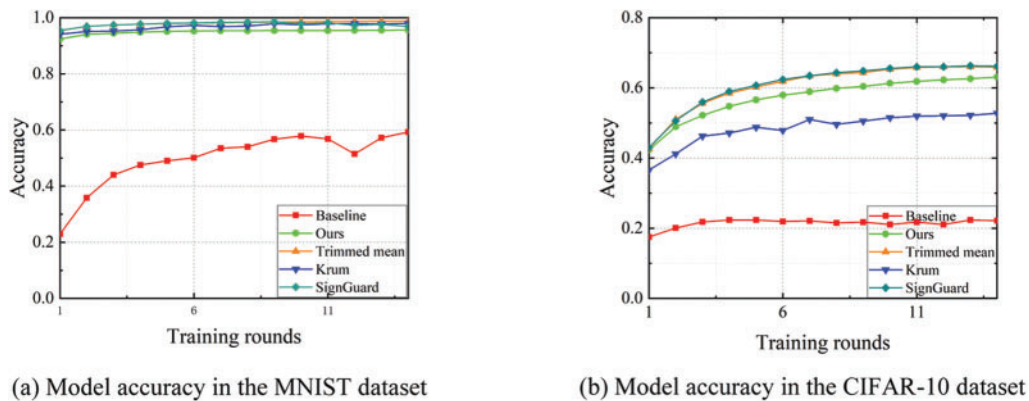 1.0
0.8
0.6
0.4
0.2
0.0
Accuracy
Baseline
Ours
Trimmed mean
Krum
SignGuard
1 6 11
Training rounds
(a) Model accuracy in the MNIST dataset
0.8
0.6
0.4
0.2
0.0
Accuracy
Baseline
Ours
Trimmed mean
Krum
SignGuard
1 6 11
Training rounds
(b) Model accuracy in the CIFAR-10 dataset